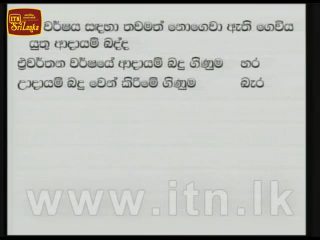 itn
Sri Lanka
වර්ෂය සඳහා තවමත් නොගෙවා ඇති ගෙවිය
යුතු ආදායම් බද්ද
ප්‍රවර්තන වර්ෂයේ ආදායම් බදු ගිණුම හර
ආදායම් බදු වෙන් කිරීමේ ගිණුම බැර
www.itn.lk